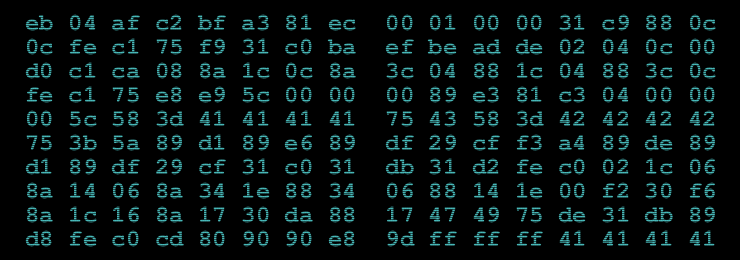 eb 04 af c2 bf a3 81 ec 00 01 00 00 31 c9 88 0c
0c fe c1 75 f9 31 c0 ba ef be ad de 02 04 0c 00
d0 c1 ca 08 8a 1c 0c 8a 3c 04 88 1c 04 88 3c 0c
fe c1 75 e8 e9 5c 00 00 00 89 e3 81 c3 04 00 00
00 5c 58 3d 41 41 41 41 75 43 58 3d 42 42 42 42
75 3b 5a 89 d1 89 e6 89 df 29 cf f3 a4 89 de 89
d1 89 df 29 cf 31 c0 31 db 31 d2 fe c0 02 1c 06
8a 14 06 8a 34 1e 88 34 06 88 14 1e 00 f2 30 f6
8a 1c 16 8a 17 30 da 88 17 47 49 75 de 31 db 89
d8 fe c0 cd 80 90 90 e8 9d ff ff ff 41 41 41 41